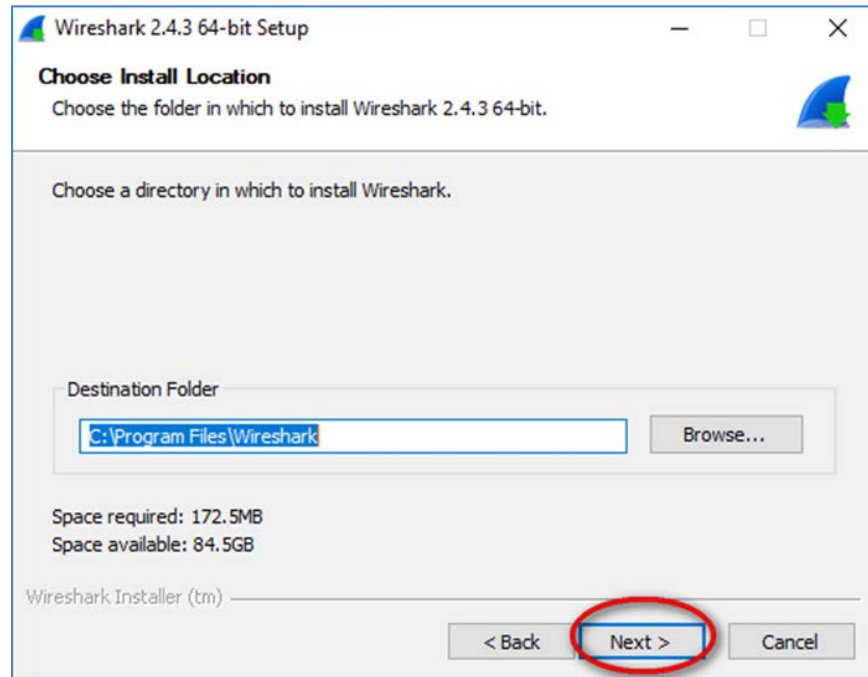 Wireshark 2.4.3 64-bit Setup
Choose Install Location
Choose the folder in which to install Wireshark 2.4.3 64-bit.
Choose a directory in which to install Wireshark.
Destination Folder
C:\Program Files\Wireshark
Browse...
Space required: 172.5MB
Space available: 84.5GB
Wireshark Installer (tm)
< Back Next > Cancel